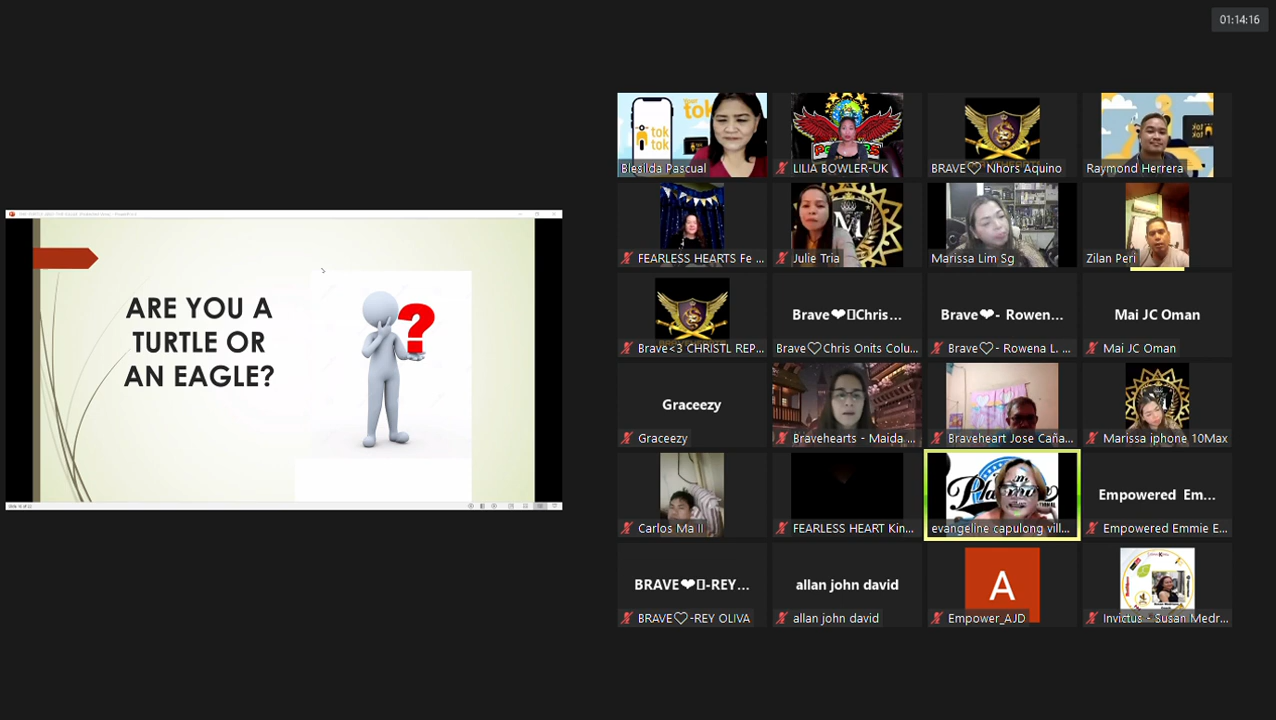 01:14:16
ARE YOU A
TURTLE OR
AN EAGLE?
?
tok
tok
Blesilda Pascual
LILIA BOWLER-UK
BRAVE♡ Nhors Aquino
Raymond Herrera
FEARLESS HEARTS Fe ...
M
Julie Tria
Marissa Lim Sg
Zilan Peri
Brave<3 CHRISTL REP...
Brave❤▯Chris...
Brave♡Chris Onits Colu...
Brave❤- Rowen...
Brave♡- Rowena L. ...
Mai JC Oman
Mai JC Oman
Graceezy
Graceezy
Bravehearts - Maida ...
Braveheart Jose Caña...
Marissa iphone 10Max
Carlos Ma II
FEARLESS HEART Kin...
evangeline capulong vill...
Empowered Em...
Empowered Emmie E...
BRAVE❤▯-REY...
BRAVE♡-REY OLIVA
allan john david
allan john david
A
Empower_AJD
Invictus - Susan Medr...